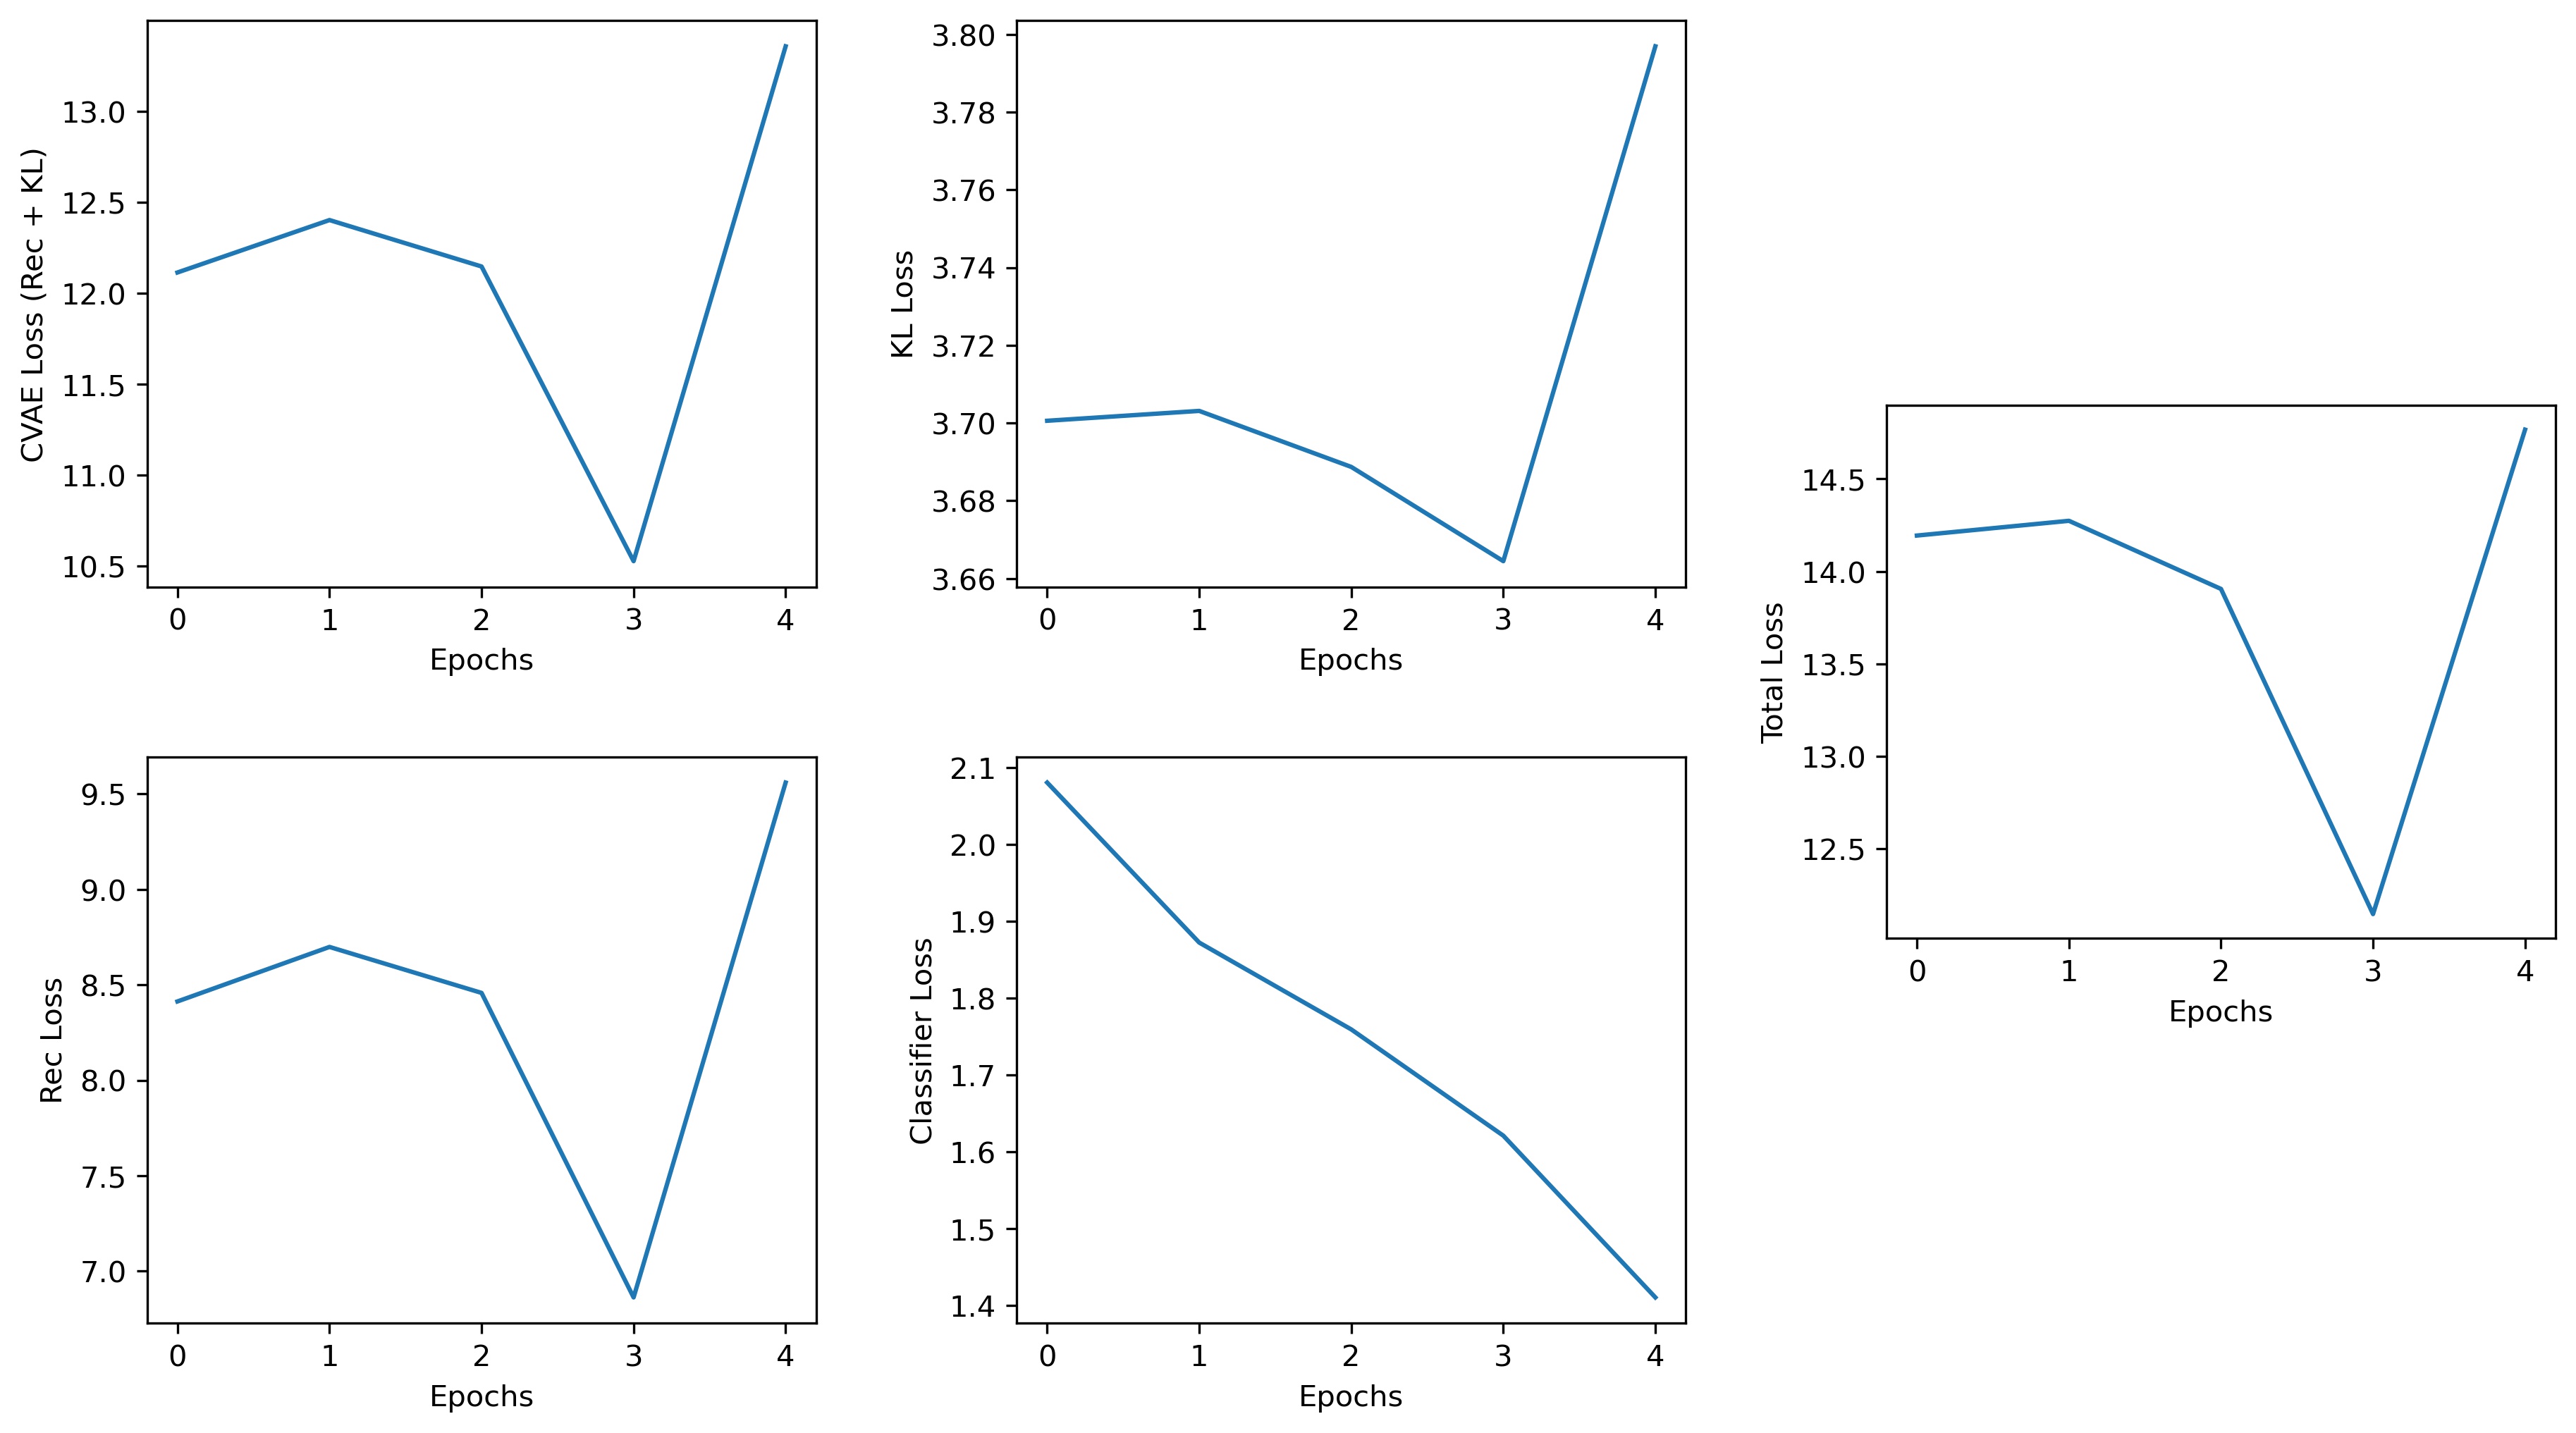 CVAE Loss (Rec + KL)
13.0
12.5
12.0
11.5
11.0
10.5
0 1 2 3 4
Epochs
KL Loss
3.80
3.78
3.76
3.74
3.72
3.70
3.68
3.66
0 1 2 3 4
Epochs
Rec Loss
9.5
9.0
8.5
8.0
7.5
7.0
0 1 2 3 4
Epochs
Classifier Loss
2.1
2.0
1.9
1.8
1.7
1.6
1.5
1.4
0 1 2 3 4
Epochs
Total Loss
14.5
14.0
13.5
13.0
12.5
0 1 2 3 4
Epochs